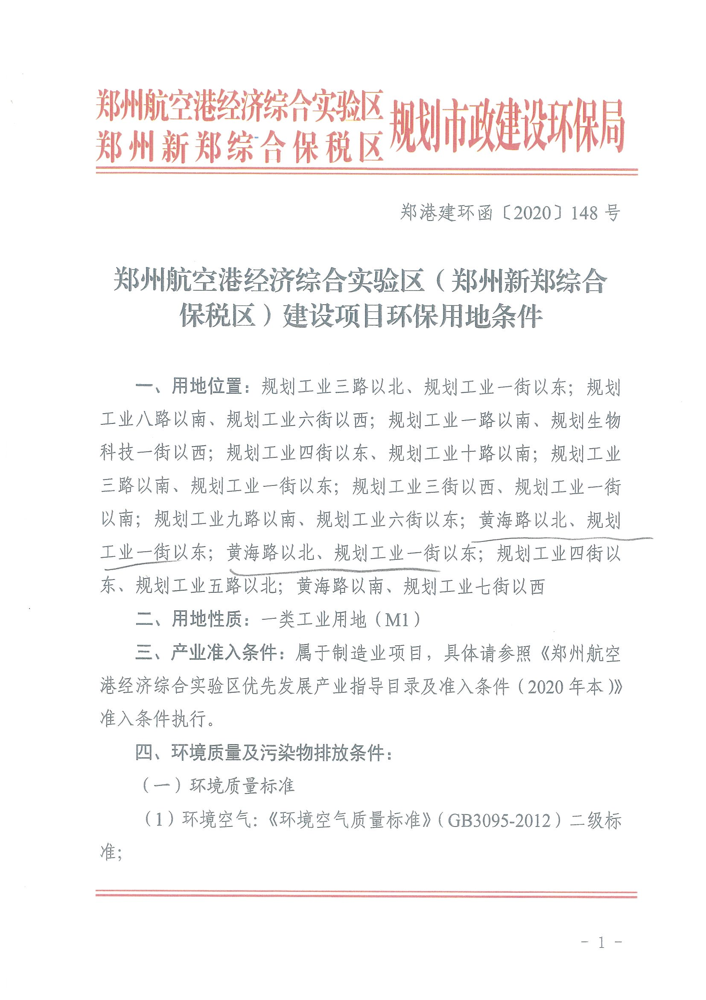 郑州航空港经济综合实验区
郑州新郑综合保税区
规划市政建设环保局
郑港建环函〔2020〕148 号
郑州航空港经济综合实验区（郑州新郑综合
保税区）建设项目环保用地条件
一、用地位置：规划工业三路以北、规划工业一街以东；规划
工业八路以南、规划工业六街以西；规划工业一路以南、规划生物
科技一街以西；规划工业四街以东、规划工业十路以南；规划工业
三路以南、规划工业一街以东；规划工业三街以西、规划工业一街
以南；规划工业九路以南、规划工业六街以东；黄海路以北、规划
工业一街以东；黄海路以北、规划工业一街以东；规划工业四街以
东、规划工业五路以北；黄海路以南、规划工业七街以西
二、用地性质：一类工业用地（M1）
三、产业准入条件：属于制造业项目，具体请参照《郑州航空
港经济综合实验区优先发展产业指导目录及准入条件（2020 年本）》
准入条件执行。
四、环境质量及污染物排放条件：
（一）环境质量标准
（1）环境空气：《环境空气质量标准》（GB3095-2012）二级标
准；
- 1 -